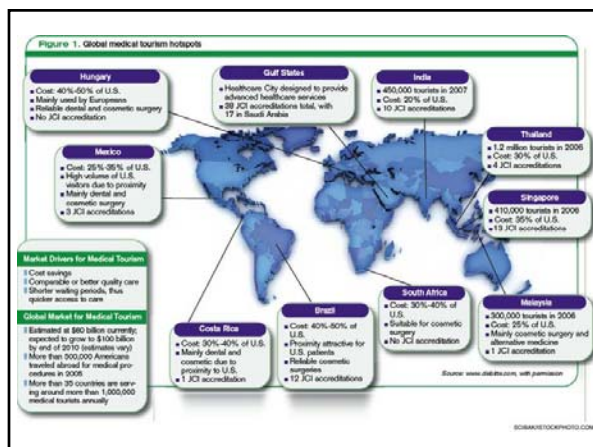 Figure 1. Global medical tourism hotspots
Hungary
Cost: 40%-50% of U.S.
Mainly used by Europeans
Reliable dental and cosmetic surgery
No JCI accreditation
Gulf States
Healthcare City designed to provide
advanced healthcare services
39 JCI accreditations total, with
17 in Saudi Arabia
India
450,000 tourists in 2007
Cost: 20% of U.S.
10 JCI accreditations
Thailand
1.2 million tourists in 2006
Cost: 30% of U.S.
4 JCI accreditations
Mexico
Cost: 25%-35% of U.S.
High volume of U.S.
visitors due to proximity
Mainly dental and
cosmetic surgery
3 JCI accreditations
Singapore
410,000 tourists in 2006
Cost: 35% of U.S.
13 JCI accreditations
Market Drivers for Medical Tourism
Cost savings
Comparable or better quality care
Shorter waiting periods, thus
quicker access to care
Global Market for Medical Tourism
Estimated at $60 billion currently;
expected to grow to $100 billion
by end of 2010 (estimates vary)
More than 500,000 Americans
traveled abroad for medical pro-
cedures in 2005
More than 35 countries are serv-
ing around more than 1,000,000
medical tourists annually
Costa Rica
Cost: 30%-40% of U.S.
Mainly dental and
cosmetic due to
proximity to U.S.
1 JCI accreditation
Brazil
Cost: 40%-50% of
U.S.
Proximity attractive for
U.S. patients
Reliable cosmetic
surgeries
12 JCI accreditations
South Africa
Cost: 30%-40% of
U.S.
Suitable for cosmetic
surgery
No JCI accreditation
Malaysia
300,000 tourists in 2006
Cost: 25% of U.S.
Mainly cosmetic surgery and
alternative medicine
1 JCI accreditation
Source: www.deloitte.com, with permission
SCIBAK/ISTOCKPHOTO.COM